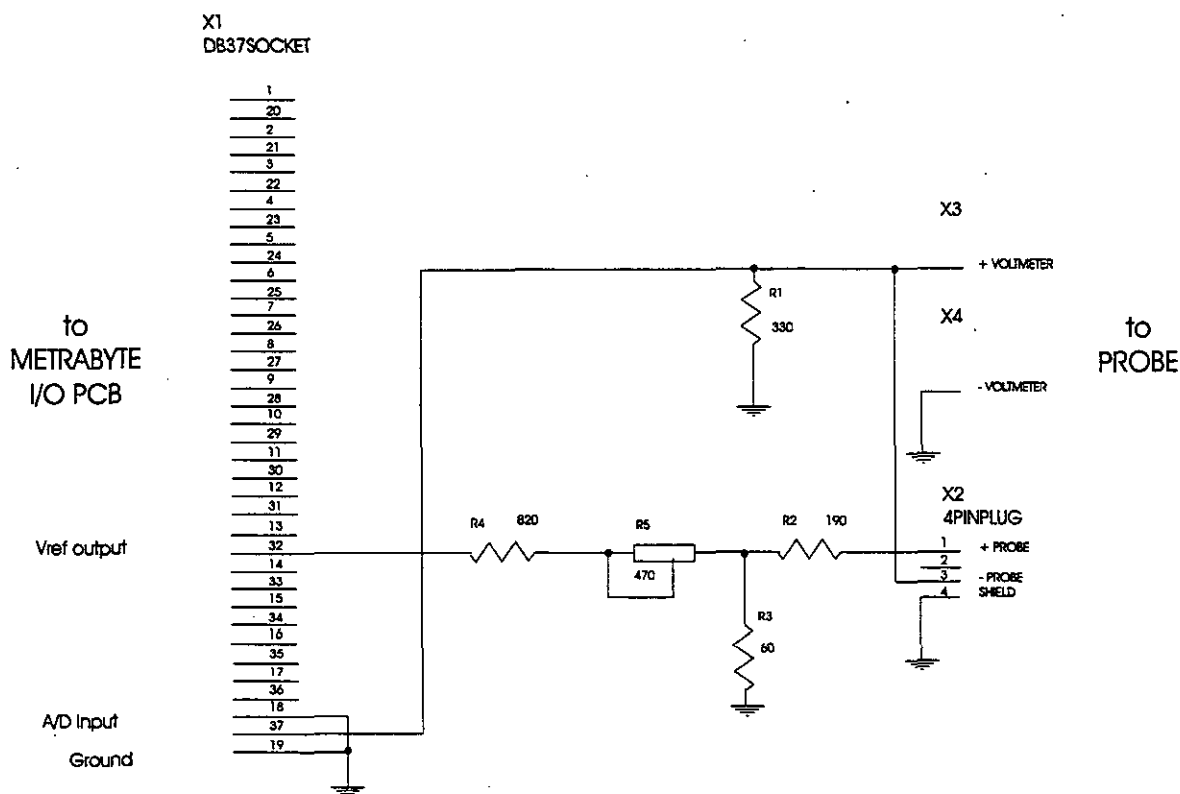 X1
DB37SOCKET
1
20
2
21
3
22
4
23
5
24
6
25
7
26
8
27
9
28
10
29
11
30
12
31
13
32
14
33
15
34
16
35
17
36
18
37
19
to
METRABYTE
I/O PCB
Vref output
A/D Input
Ground
R4 820
R5
470
R2 190
R3
60
R1
330
X3
+ VOLTMETER
X4
- VOLTMETER
X2
4PINPLUG
1 + PROBE
2
3 - PROBE
4 SHIELD
to
PROBE